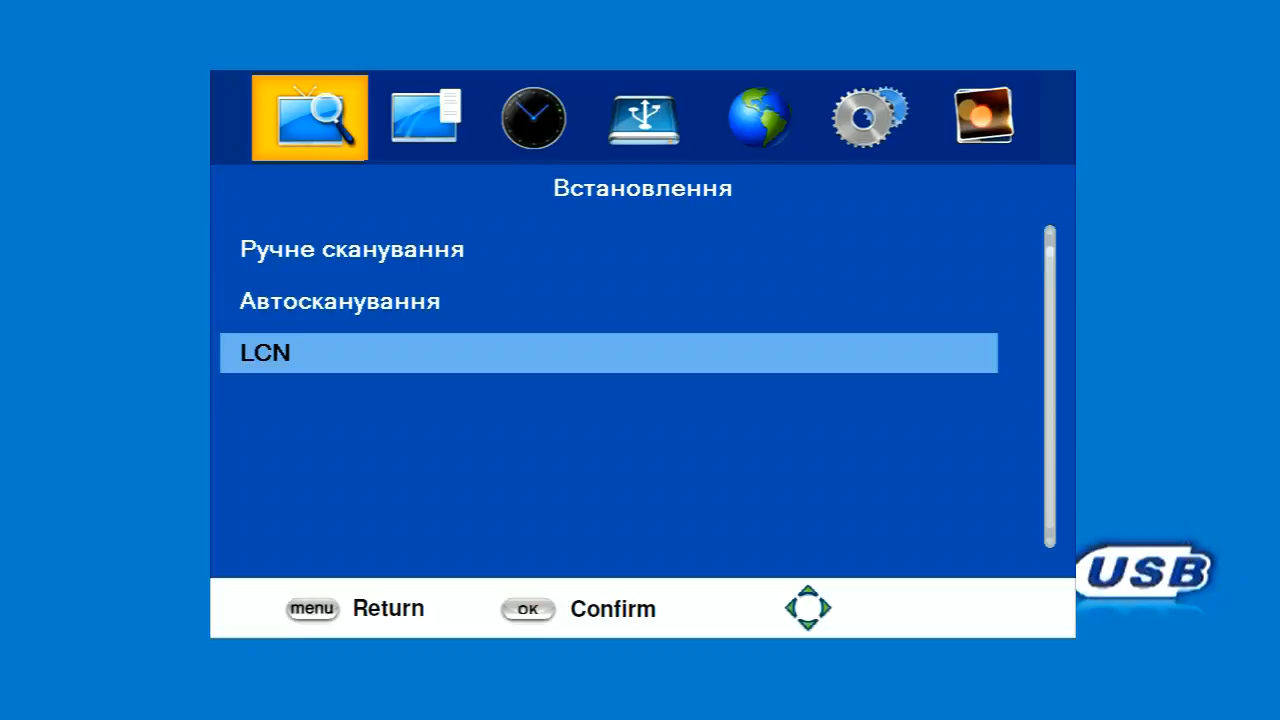 Встановлення
Ручне сканування
Автосканування
LCN
menu Return OK Confirm
USB